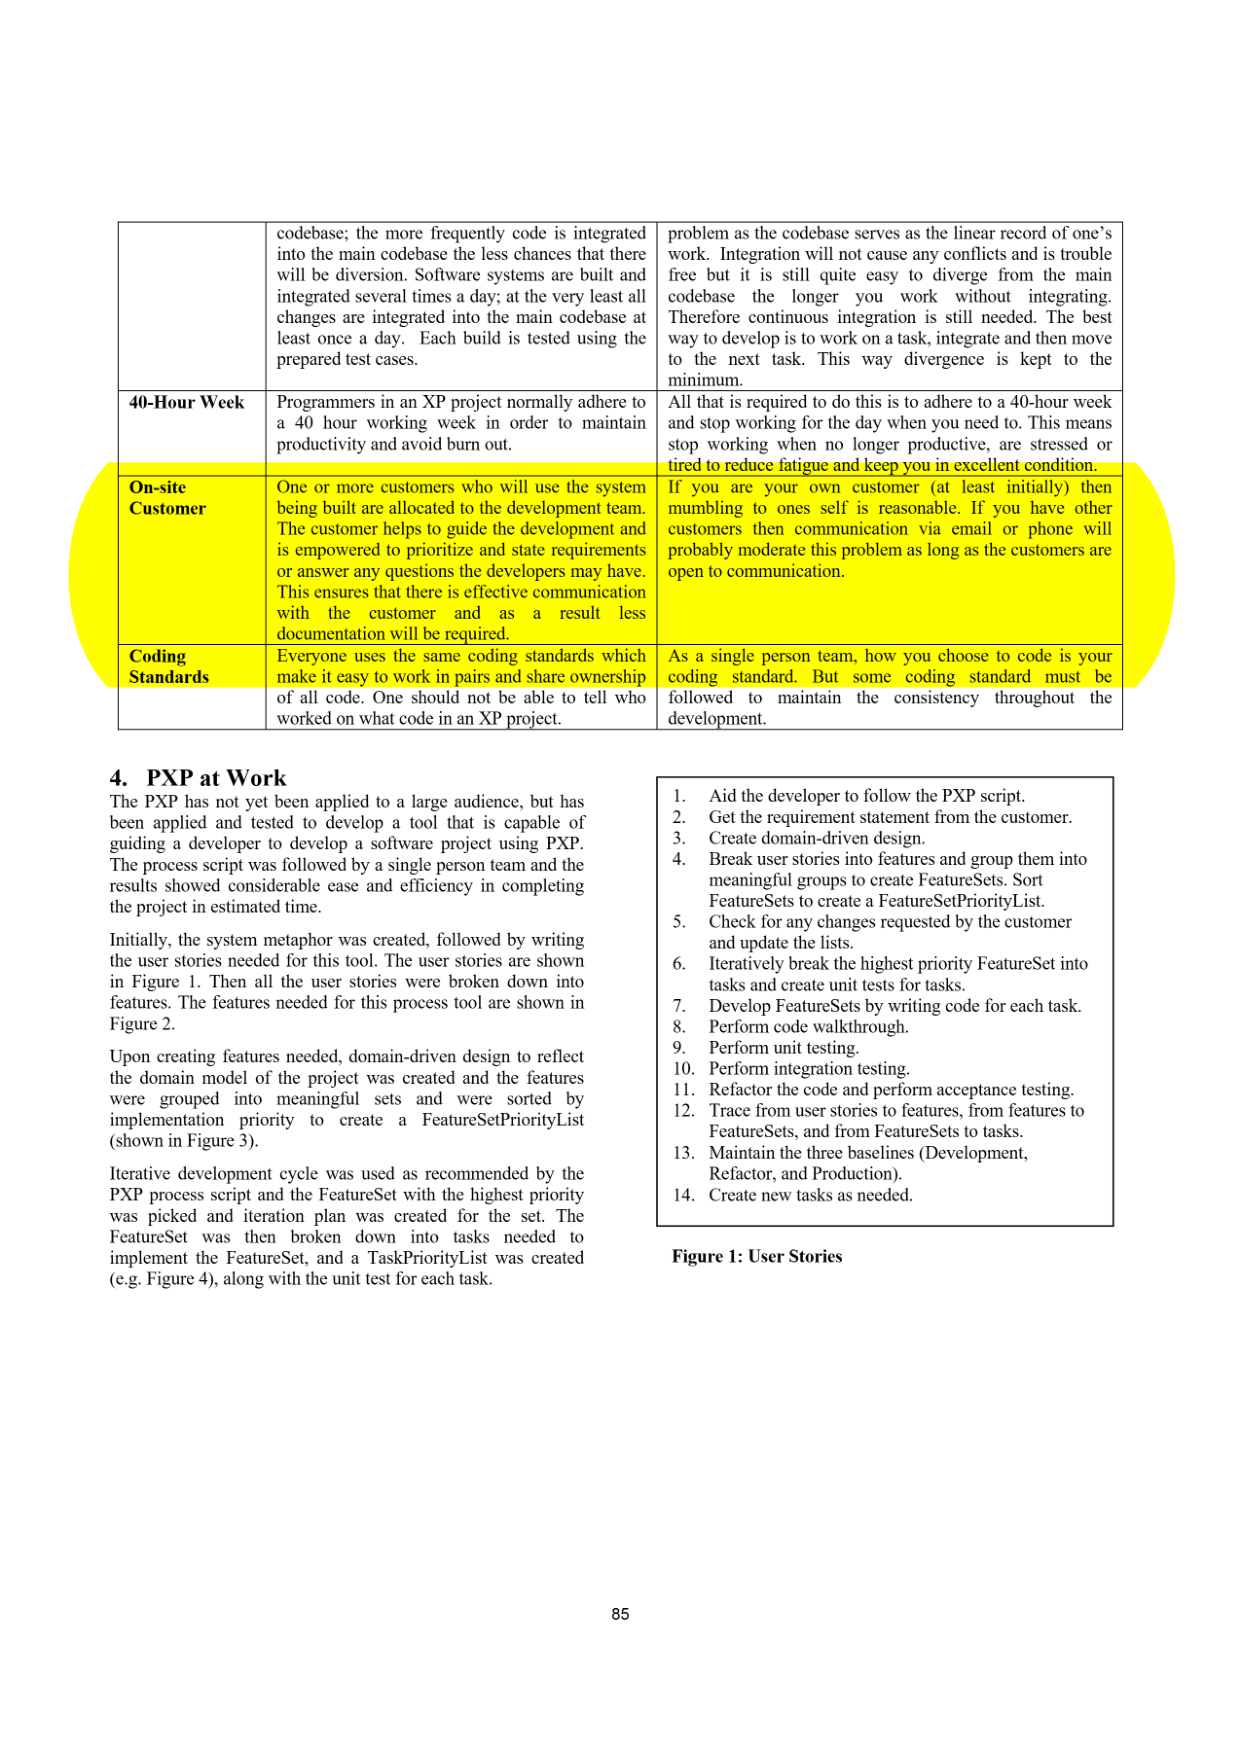 codebase; the more frequently code is integrated
into the main codebase the less chances that there
will be diversion. Software systems are built and
integrated several times a day; at the very least all
changes are integrated into the main codebase at
least once a day. Each build is tested using the
prepared test cases.
problem as the codebase serves as the linear record of one's
work. Integration will not cause any conflicts and is trouble
free but it is still quite easy to diverge from the main
codebase the longer you work without integrating.
Therefore continuous integration is still needed. The best
way to develop is to work on a task, integrate and then move
to the next task. This way divergence is kept to the
minimum.
40-Hour Week
Programmers in an XP project normally adhere to
a 40 hour working week in order to maintain
productivity and avoid burn out.
All that is required to do this is to adhere to a 40-hour week
and stop working for the day when you need to. This means
stop working when no longer productive, are stressed or
tired to reduce fatigue and keep you in excellent condition.
On-site
Customer
One or more customers who will use the system
being built are allocated to the development team.
The customer helps to guide the development and
is empowered to prioritize and state requirements
or answer any questions the developers may have.
This ensures that there is effective communication
with the customer and as a result less
documentation will be required.
If you are your own customer (at least initially) then
mumbling to ones self is reasonable. If you have other
customers then communication via email or phone will
probably moderate this problem as long as the customers are
open to communication.
Coding
Standards
Everyone uses the same coding standards which
make it easy to work in pairs and share ownership
of all code. One should not be able to tell who
worked on what code in an XP project.
As a single person team, how you choose to code is your
coding standard. But some coding standard must be
followed to maintain the consistency throughout the
development.
4. PXP at Work
The PXP has not yet been applied to a large audience, but has
been applied and tested to develop a tool that is capable of
guiding a developer to develop a software project using PXP.
The process script was followed by a single person team and the
results showed considerable ease and efficiency in completing
the project in estimated time.
Initially, the system metaphor was created, followed by writing
the user stories needed for this tool. The user stories are shown
in Figure 1. Then all the user stories were broken down into
features. The features needed for this process tool are shown in
Figure 2.
Upon creating features needed, domain-driven design to reflect
the domain model of the project was created and the features
were grouped into meaningful sets and were sorted by
implementation priority to create a FeatureSetPriorityList
(shown in Figure 3).
Iterative development cycle was used as recommended by the
PXP process script and the FeatureSet with the highest priority
was picked and iteration plan was created for the set. The
FeatureSet was then broken down into tasks needed to
implement the FeatureSet, and a TaskPriorityList was created
(e.g. Figure 4), along with the unit test for each task.
1. Aid the developer to follow the PXP script.
2. Get the requirement statement from the customer.
3. Create domain-driven design.
4. Break user stories into features and group them into
meaningful groups to create FeatureSets. Sort
FeatureSets to create a FeatureSetPriorityList.
5. Check for any changes requested by the customer
and update the lists.
6. Iteratively break the highest priority FeatureSet into
tasks and create unit tests for tasks.
7. Develop FeatureSets by writing code for each task.
8. Perform code walkthrough.
9. Perform unit testing.
10. Perform integration testing.
11. Refactor the code and perform acceptance testing.
12. Trace from user stories to features, from features to
FeatureSets, and from FeatureSets to tasks.
13. Maintain the three baselines (Development,
Refactor, and Production).
14. Create new tasks as needed.
Figure 1: User Stories
85